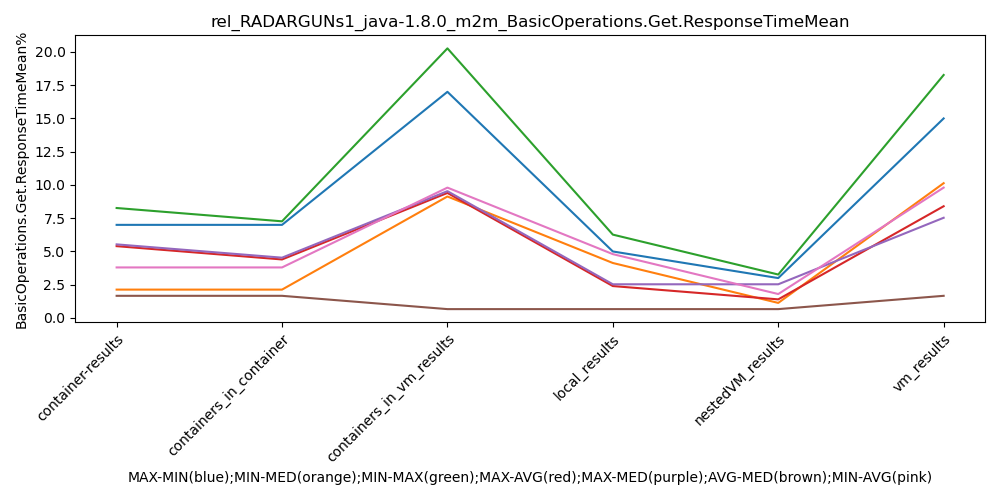 rel_RADARGUNs1_java-1.8.0_m2m_BasicOperations.Get.ResponseTimeMean
BasicOperations.Get.ResponseTimeMean%
20.0
17.5
15.0
12.5
10.0
7.5
5.0
2.5
0.0
container-results
containers_in_container
containers_in_vm_results
local_results
nestedVM_results
vm_results
MAX-MIN(blue);MIN-MED(orange);MIN-MAX(green);MAX-AVG(red);MAX-MED(purple);AVG-MED(brown);MIN-AVG(pink)